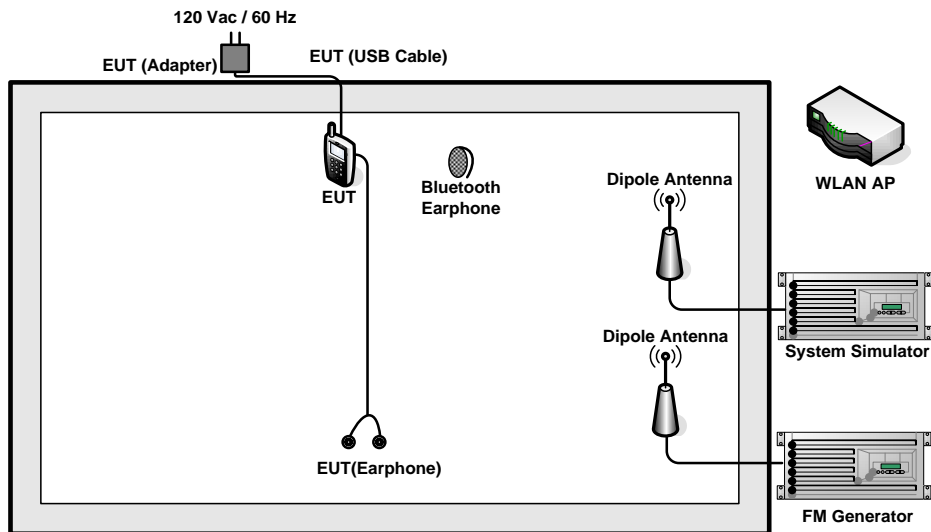 120 Vac / 60 Hz
EUT (Adapter)
EUT (USB Cable)
EUT
Bluetooth
Earphone
Dipole Antenna
WLAN AP
System Simulator
Dipole Antenna
EUT(Earphone)
FM Generator